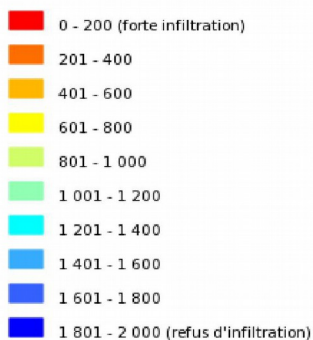 0 - 200 (forte infiltration)
201 - 400
401 - 600
601 - 800
801 - 1 000
1 001 - 1 200
1 201 - 1 400
1 401 - 1 600
1 601 - 1 800
1 801 - 2 000 (refus d'infiltration)